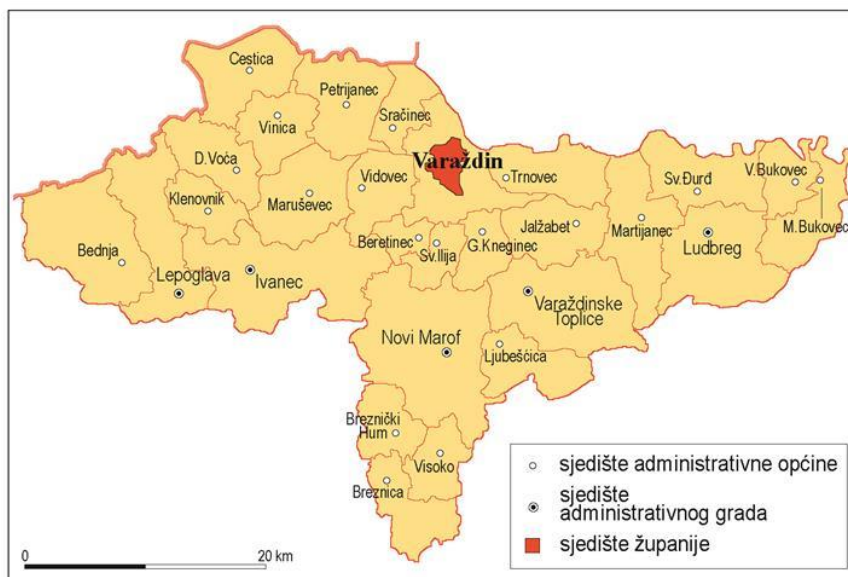 Cestica
Petrijanec
Sračinec
Vinica
Varaždin
D.Voća
Vidovec
Trnovec
Sv.Đurđ
V.Bukovec
Klenovnik
Maruševec
Jalžabet
Martijanec
M.Bukovec
Beretinec
Sv.Ilija
G.Kneginec
Ludbreg
Bednja
Lepoglava
Ivanec
Varaždinske
Toplice
Novi Marof
Ljubešćica
Breznički
Hum
Visoko
Breznica
sjedište administrativne općine
sjedište
administrativnog grada
sjedište županije
0 20 km